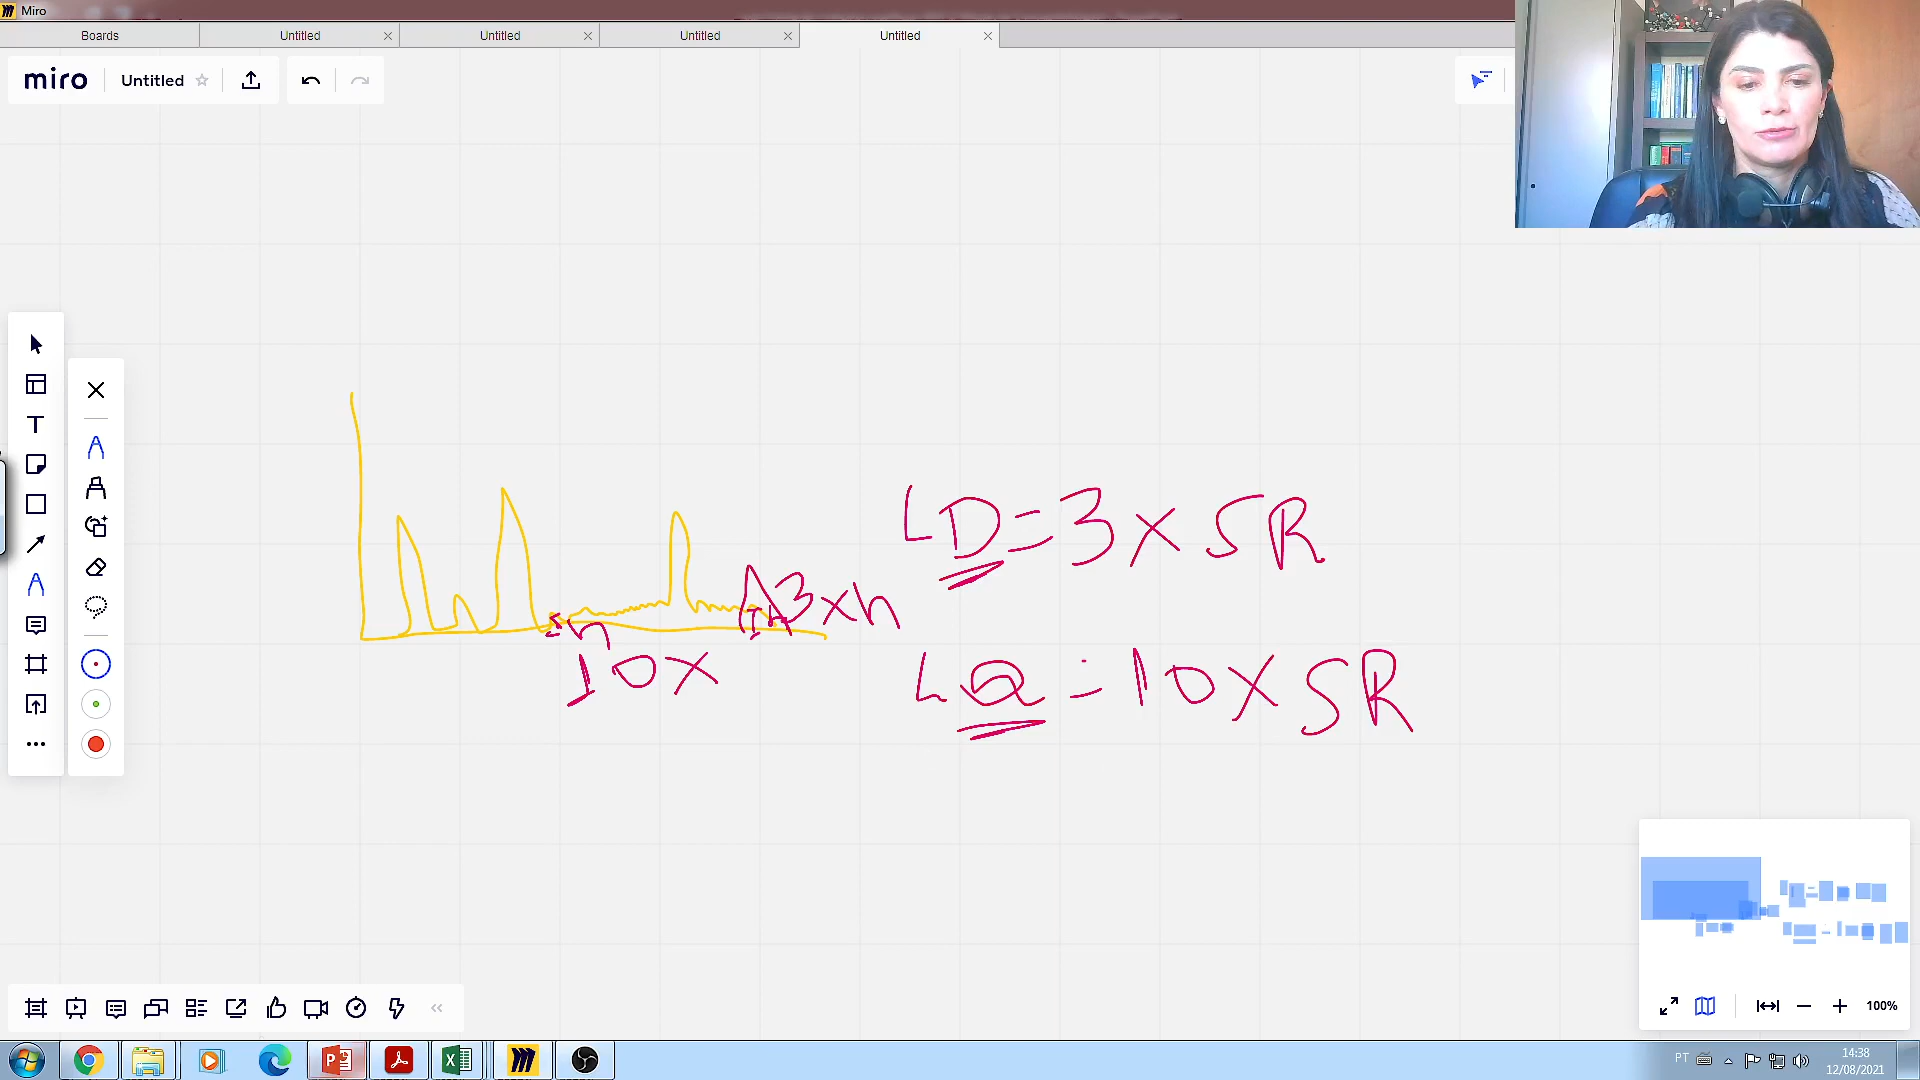 Miro
Boards
Untitled
Untitled
Untitled
Untitled
miro
Untitled
LD = 3 x SR
h
3xh
h
10x
LQ = 10 x SR
100%
PT
14:38
12/08/2021